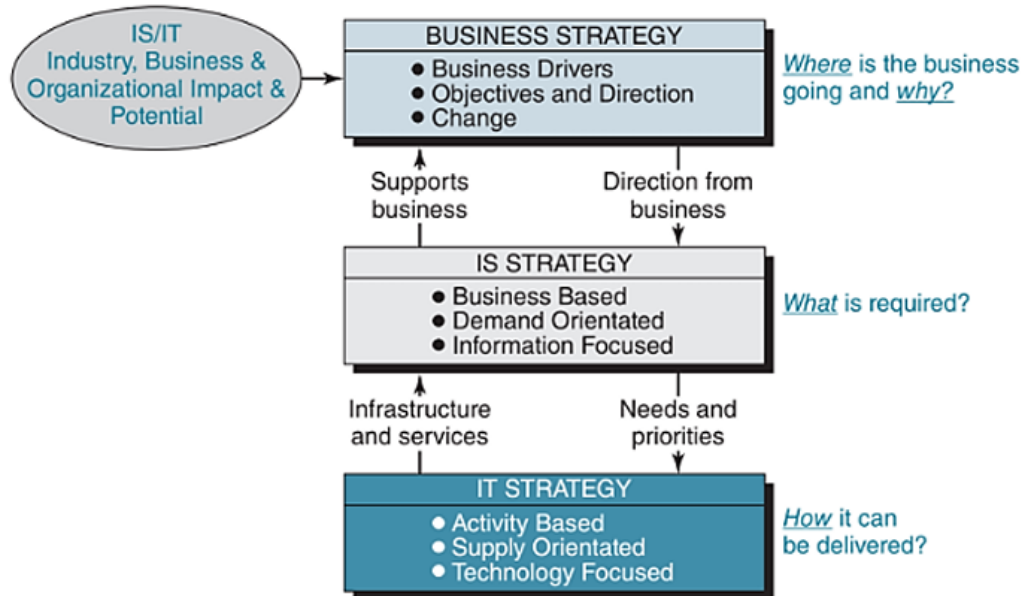 IS/IT
Industry, Business &
Organizational Impact &
Potential
BUSINESS STRATEGY
● Business Drivers
● Objectives and Direction
● Change
Where is the business
going and why?
Supports
business
Direction from
business
IS STRATEGY
● Business Based
● Demand Orientated
● Information Focused
What is required?
Infrastructure
and services
Needs and
priorities
IT STRATEGY
● Activity Based
● Supply Orientated
● Technology Focused
How it can
be delivered?